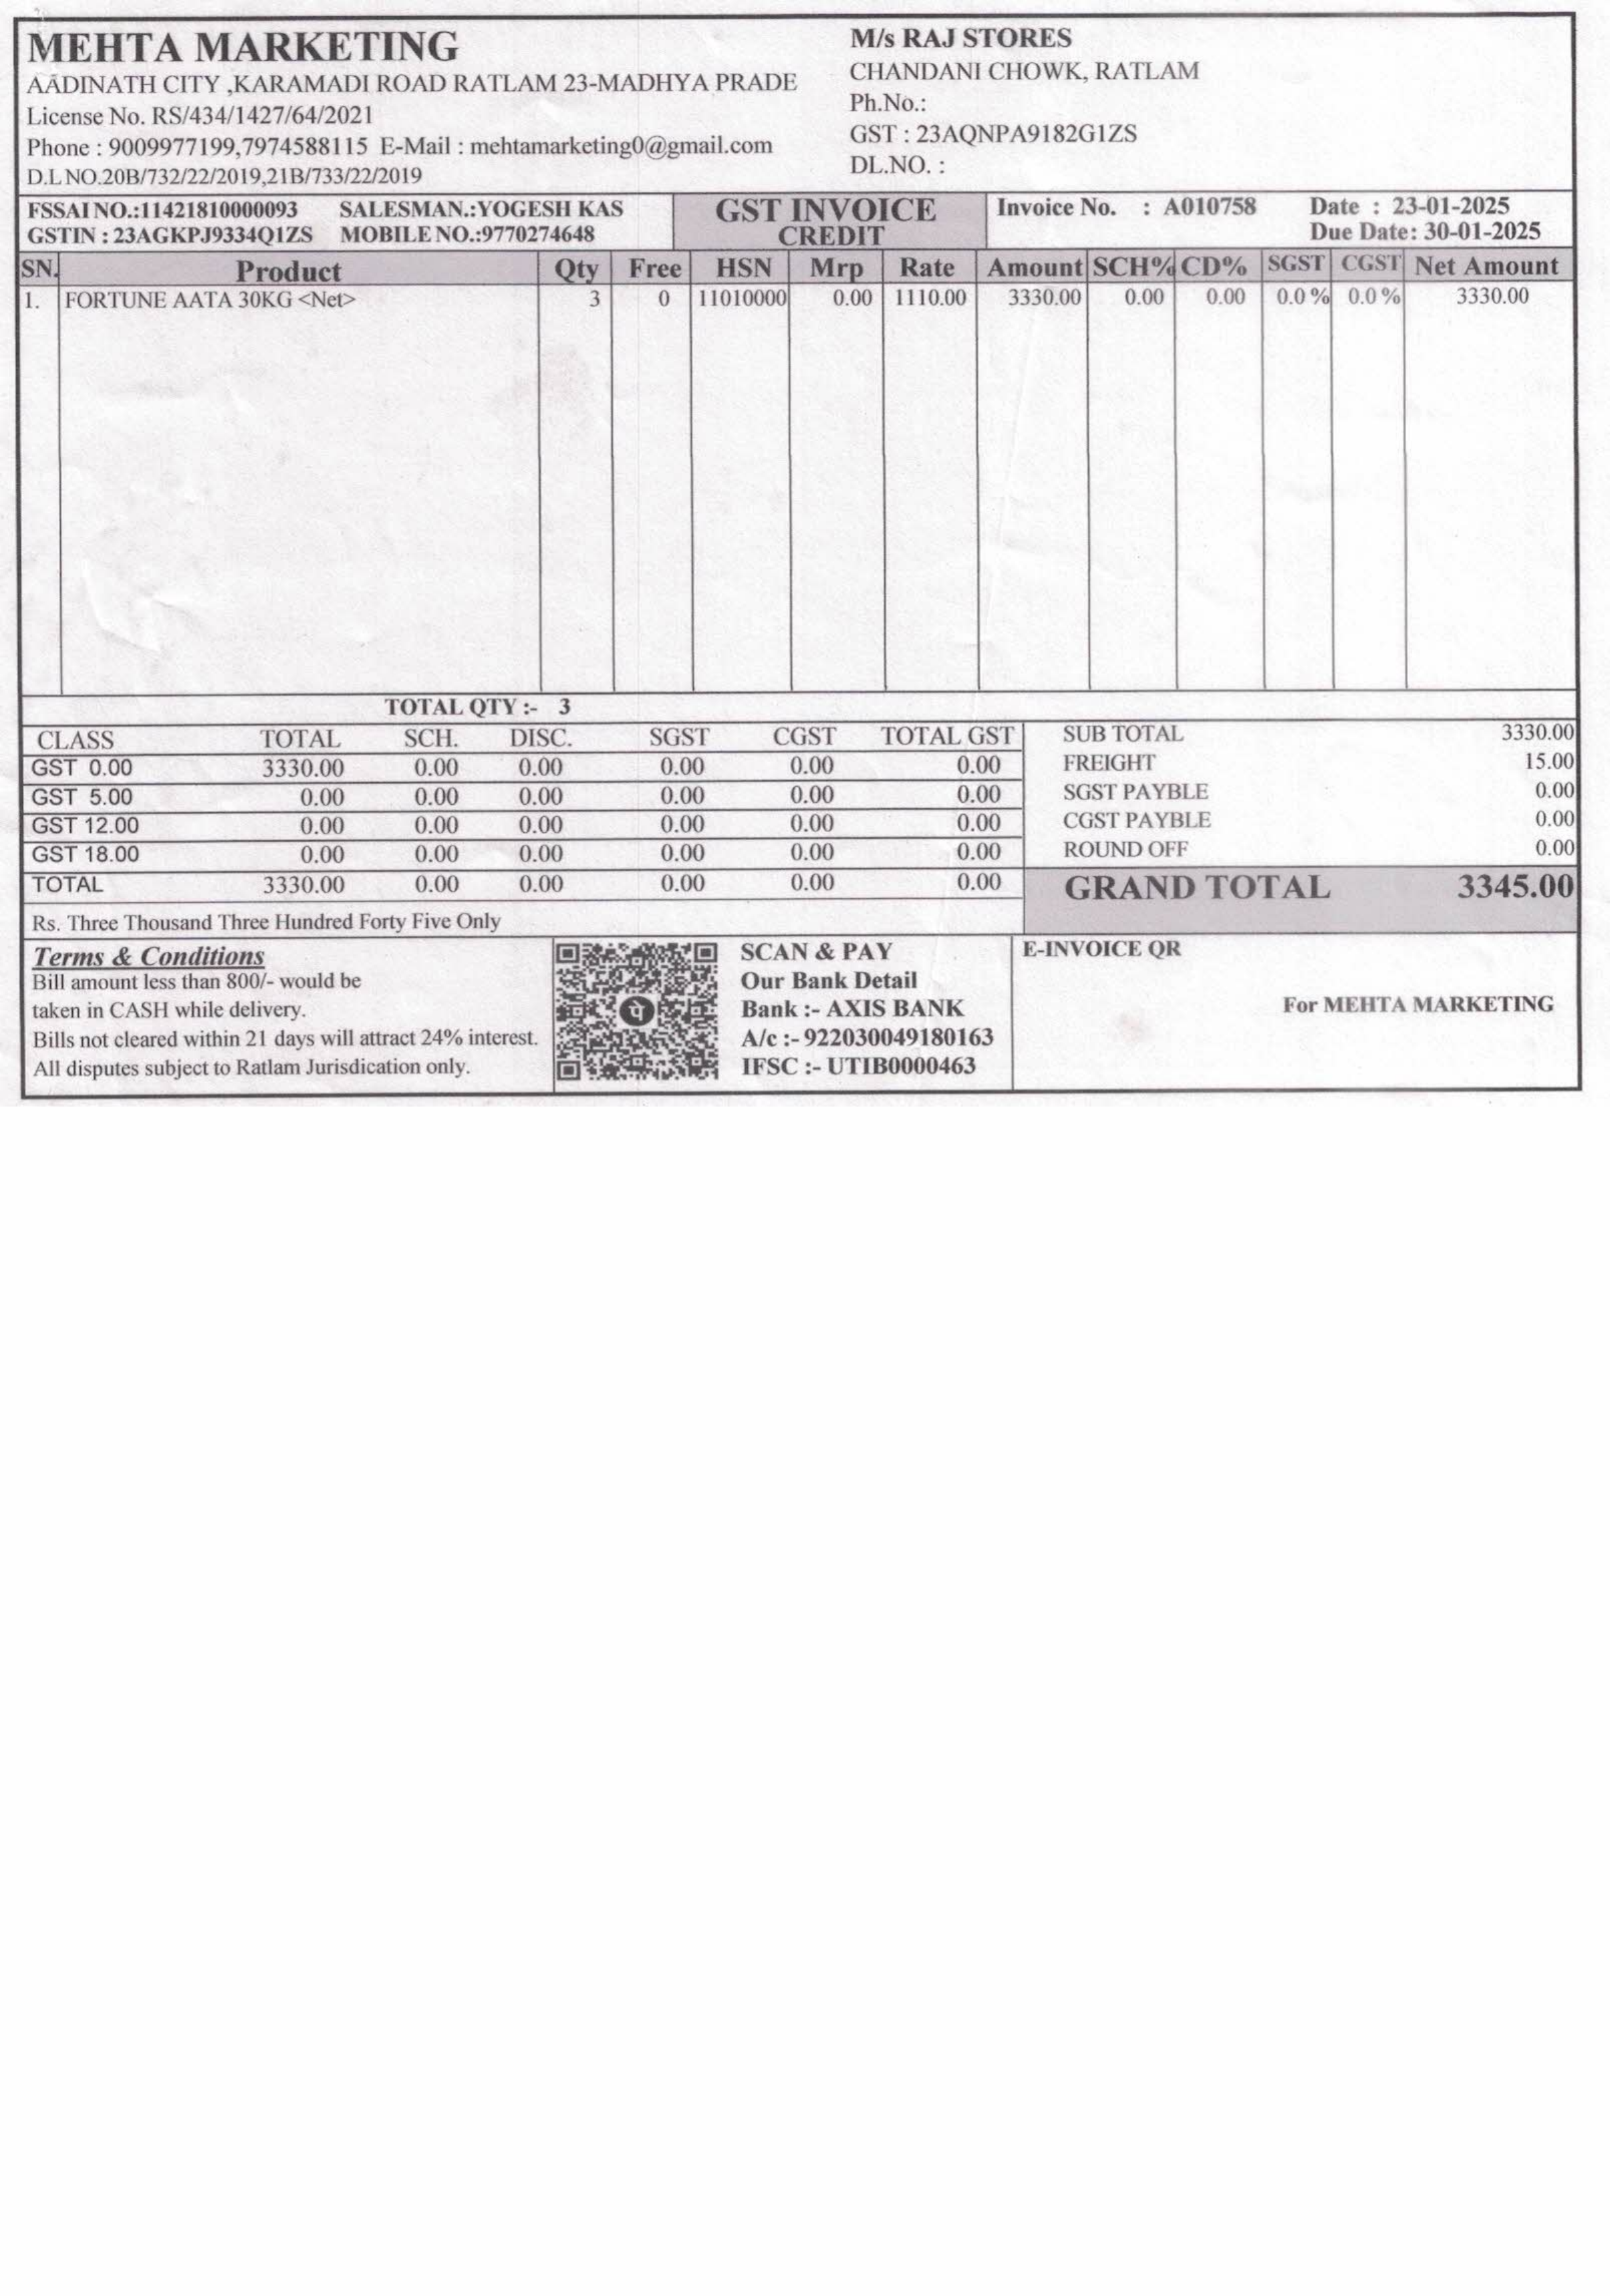 MEHTA MARKETING
AADINATH CITY ,KARAMADI ROAD RATLAM 23-MADHYA PRADE
License No. RS/434/1427/64/2021
Phone : 9009977199,7974588115 E-Mail : mehtamarketing0@gmail.com
D.L NO.20B/732/22/2019,21B/733/22/2019
M/s RAJ STORES
CHANDANI CHOWK, RATLAM
Ph.No.:
GST : 23AQNPA9182G1ZS
DL.NO. :
FSSAI NO.:11421810000093 SALESMAN.:YOGESH KAS
GSTIN : 23AGKPJ9334Q1ZS MOBILE NO.:9770274648
GST INVOICE
CREDIT
Invoice No. : A010758 Date : 23-01-2025
Due Date: 30-01-2025
SN. Product Qty Free HSN Mrp Rate Amount SCH% CD% SGST CGST Net Amount
1. FORTUNE AATA 30KG <Net> 3 0 11010000 0.00 1110.00 3330.00 0.00 0.00 0.0 % 0.0 % 3330.00
TOTAL QTY :- 3
CLASS TOTAL SCH. DISC. SGST CGST TOTAL GST
GST 0.00 3330.00 0.00 0.00 0.00 0.00 0.00
GST 5.00 0.00 0.00 0.00 0.00 0.00 0.00
GST 12.00 0.00 0.00 0.00 0.00 0.00 0.00
GST 18.00 0.00 0.00 0.00 0.00 0.00 0.00
TOTAL 3330.00 0.00 0.00 0.00 0.00 0.00
Rs. Three Thousand Three Hundred Forty Five Only
SUB TOTAL 3330.00
FREIGHT 15.00
SGST PAYBLE 0.00
CGST PAYBLE 0.00
ROUND OFF 0.00
GRAND TOTAL 3345.00
Terms & Conditions
Bill amount less than 800/- would be
taken in CASH while delivery.
Bills not cleared within 21 days will attract 24% interest.
All disputes subject to Ratlam Jurisdication only.
पे
SCAN & PAY
Our Bank Detail
Bank :- AXIS BANK
A/c :- 922030049180163
IFSC :- UTIB0000463
E-INVOICE QR
For MEHTA MARKETING